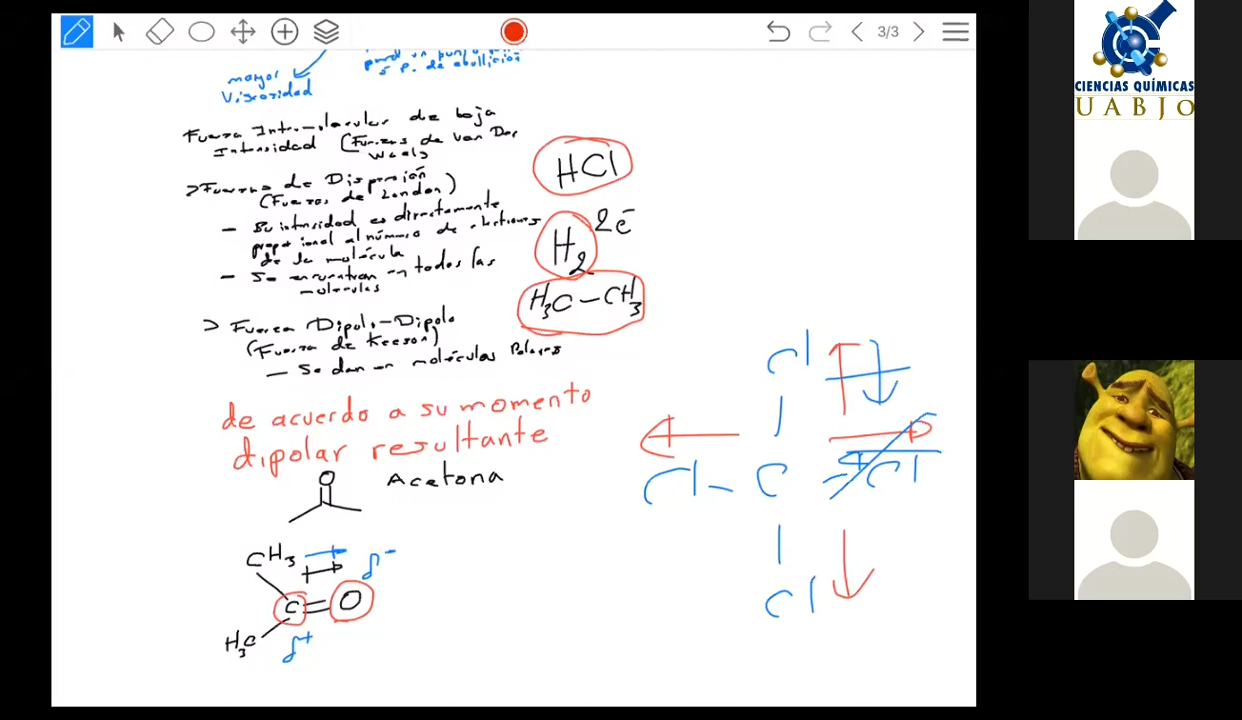 3/3
mayor
Viscosidad
p. de ebullición
Fuerza Intermolecular de baja
Intensidad (Fuerzas de Van Der
Waals)
>Fuerza de Dispersión
(Fuerzas de London)
- Su intensidad es directamente
proporcional al número de electrones
de la molécula
- Se encuentran en todas las
moléculas
> Fuerza Dipolo-Dipolo
(Fuerza de Keeson)
- Se dan en moléculas Polares
HCl
H2 2e-
H3C-CH3
de acuerdo a su momento
dipolar resultante
O
Acetona
CH3
δ-
C=O
H3C
δ+
Cl
Cl-C-Cl
Cl
CIENCIAS QUÍMICAS
UABJO